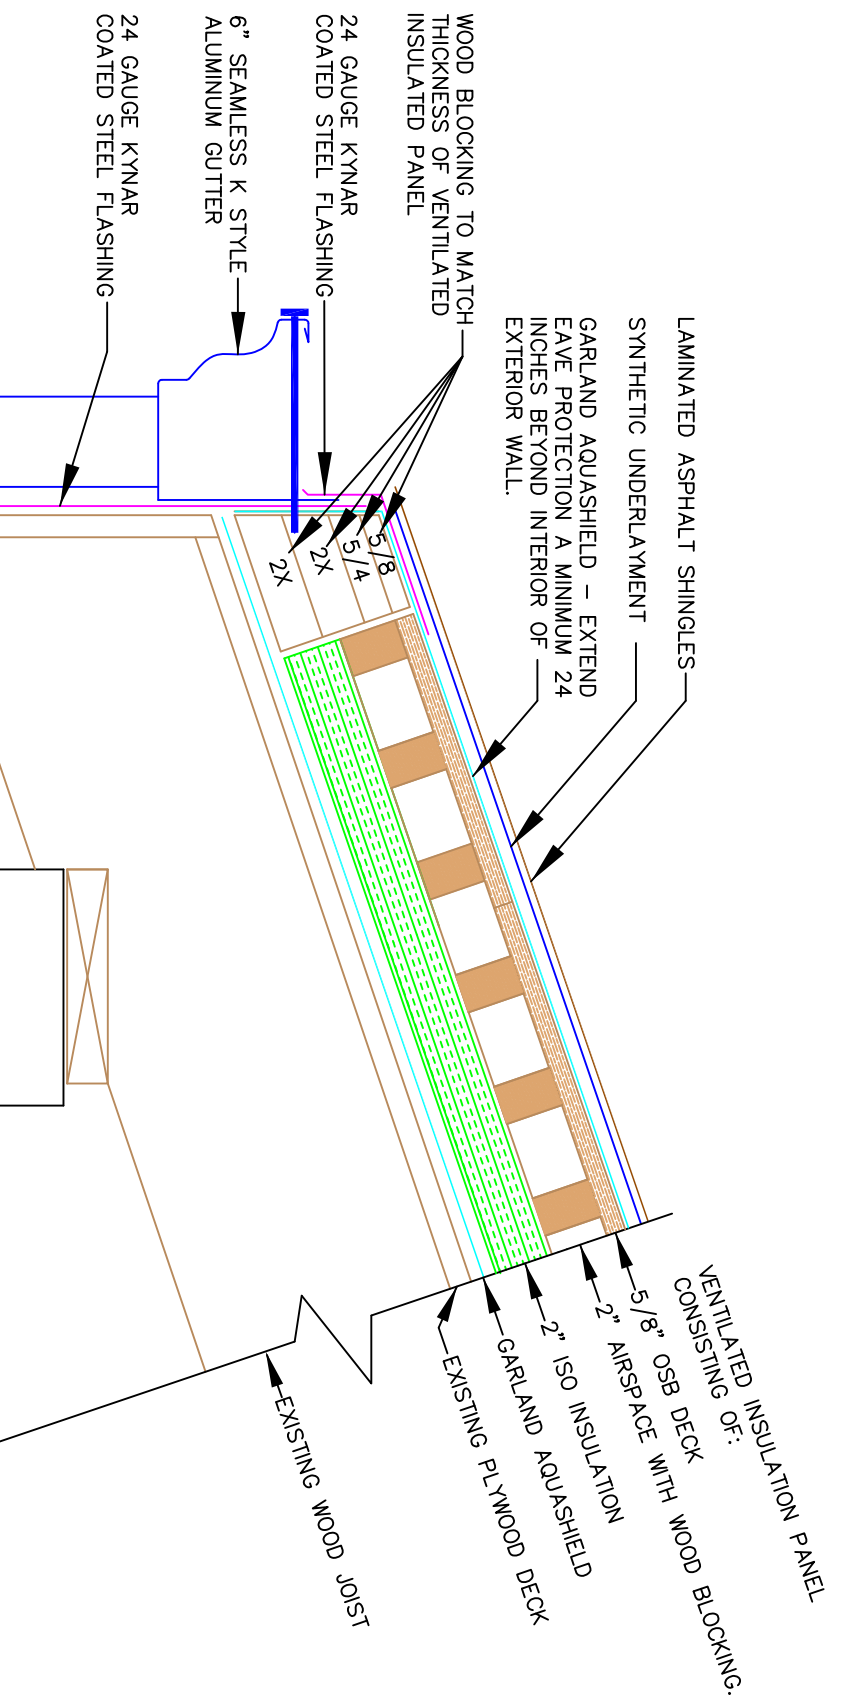 LAMINATED ASPHALT SHINGLES
SYNTHETIC UNDERLAYMENT
GARLAND AQUASHIELD – EXTEND
EAVE PROTECTION A MINIMUM 24
INCHES BEYOND INTERIOR OF
EXTERIOR WALL.
WOOD BLOCKING TO MATCH
THICKNESS OF VENTILATED
INSULATED PANEL
24 GAUGE KYNAR
COATED STEEL FLASHING
6" SEAMLESS K STYLE
ALUMINUM GUTTER
24 GAUGE KYNAR
COATED STEEL FLASHING
5/8
5/4
2X
2X
VENTILATED INSULATION PANEL
CONSISTING OF:
5/8" OSB DECK
2" AIRSPACE WITH WOOD BLOCKING.
2" ISO INSULATION
GARLAND AQUASHIELD
EXISTING PLYWOOD DECK
EXISTING WOOD JOIST